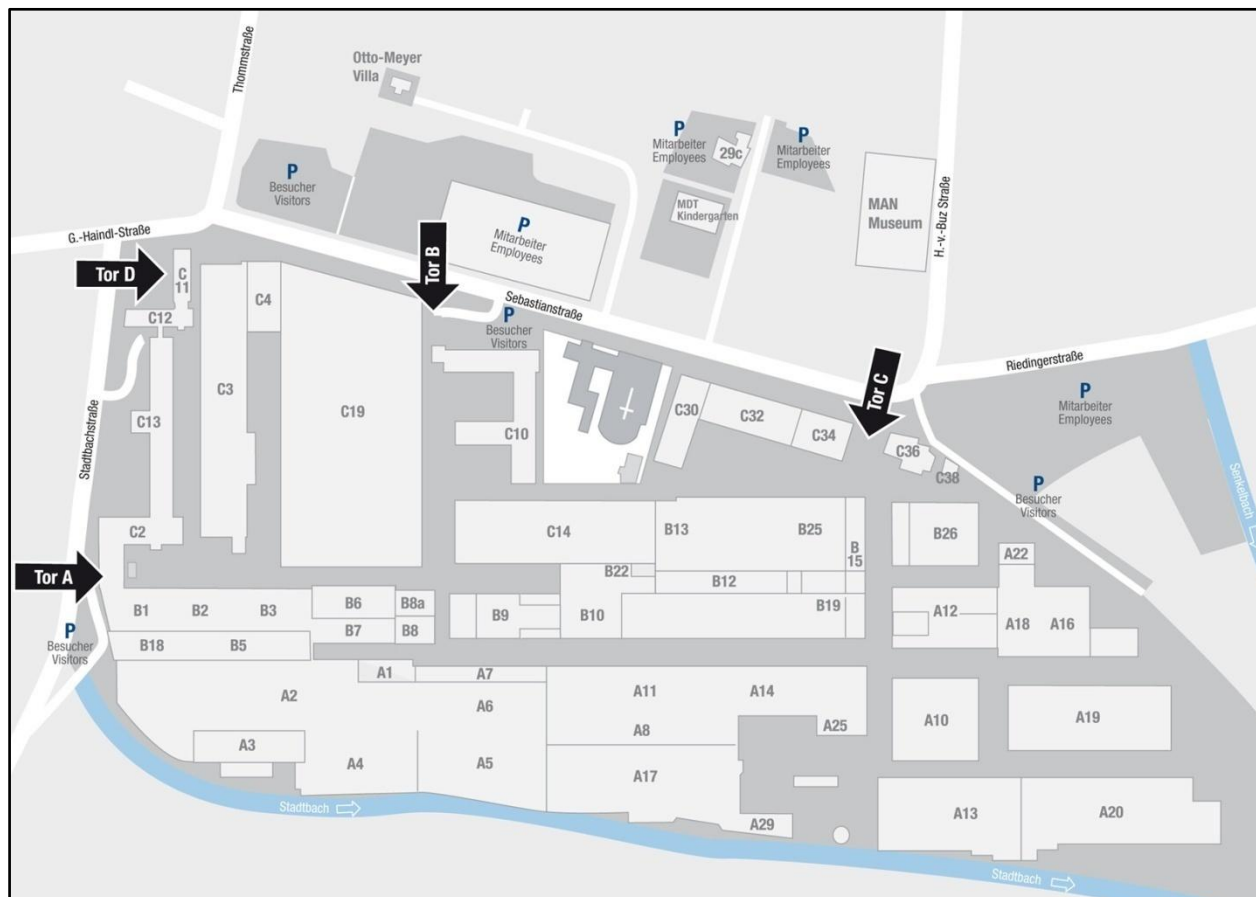 Thommstraße
Otto-Meyer
Villa
P
Besucher
Visitors
P
Mitarbeiter
Employees
P
Mitarbeiter
Employees
29c
P
Mitarbeiter
Employees
MDT
Kindergarten
MAN
Museum
H.-v.-Buz Straße
G.-Haindl-Straße
Tor D
C
11
C12
C4
Tor B
Sebastianstraße
P
Besucher
Visitors
Riedingerstraße
Tor C
P
Mitarbeiter
Employees
Senkelbach
Stadtbachstraße
C13
C3
C19
C10
C30
C32
C34
C36
C38
P
Besucher
Visitors
C2
C14
B13
B25
B
15
B26
A22
Tor A
B22
B12
B1
B2
B3
B6
B8a
B9
B10
B19
A12
A18
A16
P
Besucher
Visitors
B18
B5
B7
B8
A1
A7
A2
A6
A11
A14
A10
A19
A3
A4
A5
A8
A25
A17
A29
A13
A20
Stadtbach
Stadtbach